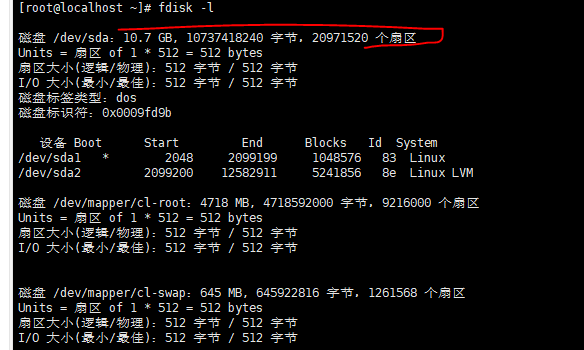 [root@localhost ~]# fdisk -l
磁盘 /dev/sda：10.7 GB, 10737418240 字节，20971520 个扇区
Units = 扇区 of 1 * 512 = 512 bytes
扇区大小(逻辑/物理)：512 字节 / 512 字节
I/O 大小(最小/最佳)：512 字节 / 512 字节
磁盘标签类型：dos
磁盘标识符：0x0009fd9b
设备 Boot      Start         End      Blocks   Id  System
/dev/sda1   *        2048     2099199     1048576   83  Linux
/dev/sda2         2099200    12582911     5241856   8e  Linux LVM
磁盘 /dev/mapper/cl-root：4718 MB, 4718592000 字节，9216000 个扇区
Units = 扇区 of 1 * 512 = 512 bytes
扇区大小(逻辑/物理)：512 字节 / 512 字节
I/O 大小(最小/最佳)：512 字节 / 512 字节
磁盘 /dev/mapper/cl-swap：645 MB, 645922816 字节，1261568 个扇区
Units = 扇区 of 1 * 512 = 512 bytes
扇区大小(逻辑/物理)：512 字节 / 512 字节
I/O 大小(最小/最佳)：512 字节 / 512 字节